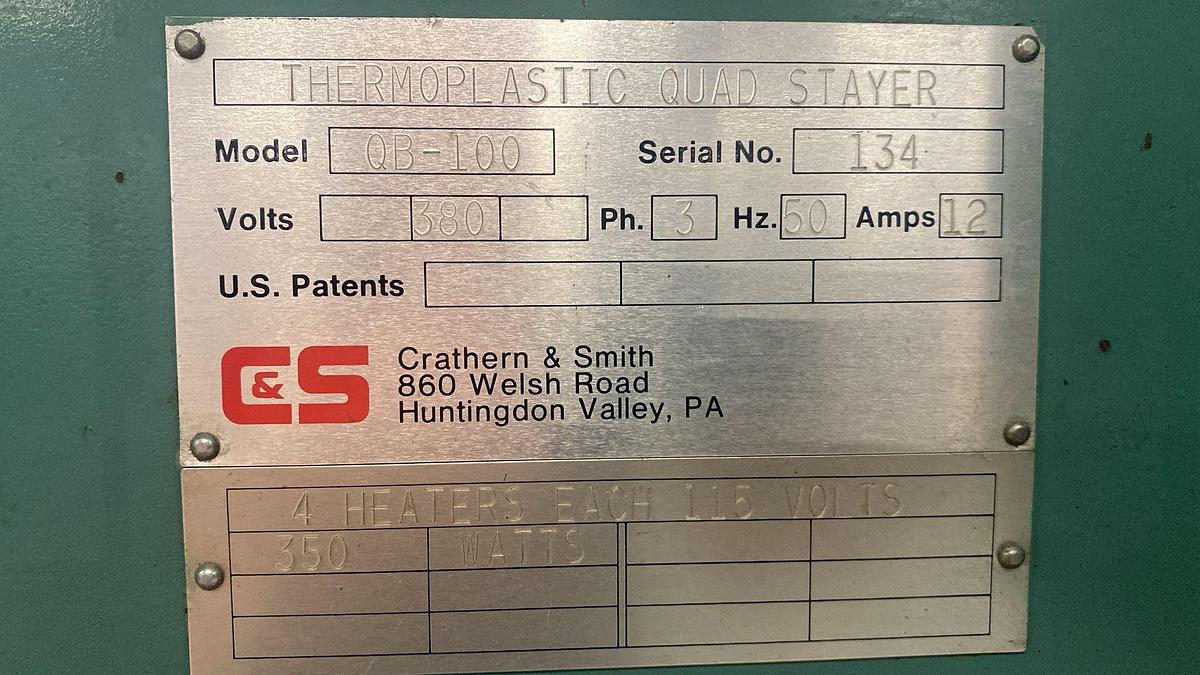 THERMOPLASTIC QUAD STAYER
Model QB-100 Serial No. 134
Volts 380 Ph. 3 Hz. 50 Amps 12
U.S. Patents
C&S
Crathern & Smith
860 Welsh Road
Huntingdon Valley, PA
4 HEATERS EACH 115 VOLTS
350 WATTS